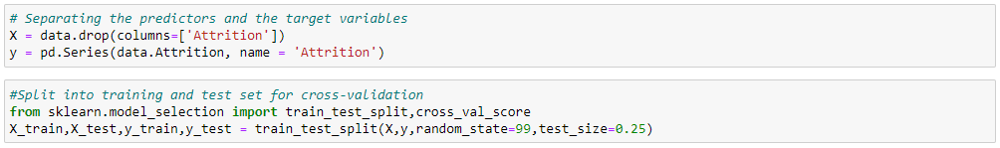 # Separating the predictors and the target variables
X = data.drop(columns=['Attrition'])
y = pd.Series(data.Attrition, name = 'Attrition')
#Split into training and test set for cross-validation
from sklearn.model_selection import train_test_split,cross_val_score
X_train,X_test,y_train,y_test = train_test_split(X,y,random_state=99,test_size=0.25)